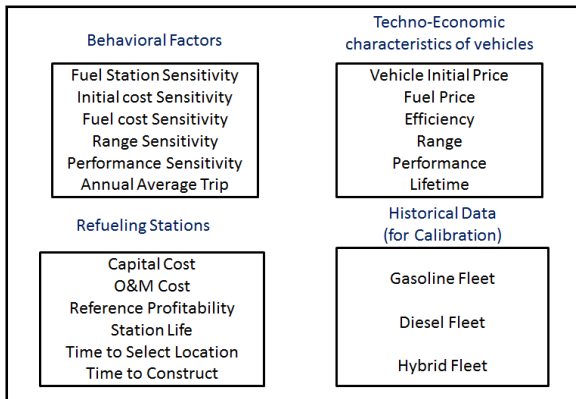 Behavioral Factors
Fuel Station Sensitivity
Initial cost Sensitivity
Fuel cost Sensitivity
Range Sensitivity
Performance Sensitivity
Annual Average Trip
Techno-Economic
characteristics of vehicles
Vehicle Initial Price
Fuel Price
Efficiency
Range
Performance
Lifetime
Refueling Stations
Capital Cost
O&M Cost
Reference Profitability
Station Life
Time to Select Location
Time to Construct
Historical Data
(for Calibration)
Gasoline Fleet
Diesel Fleet
Hybrid Fleet